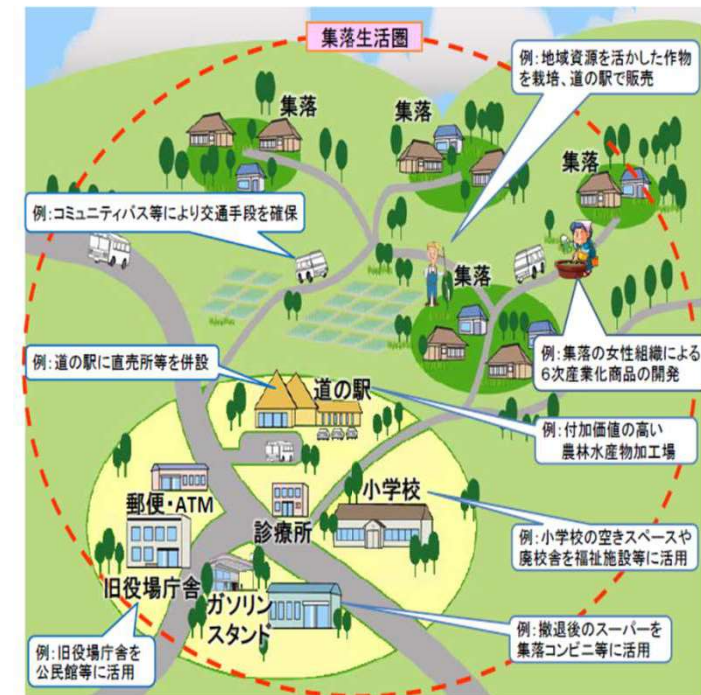 集落生活圏
例:地域資源を活かした作物
を栽培、道の駅で販売
集落
集落
集落
例:コミュニティバス等により交通手段を確保
集落
例:道の駅に直売所等を併設
例:集落の女性組織による
6次産業化商品の開発
道の駅
例:付加価値の高い
農林水産物加工場
郵便・ATM
小学校
診療所
例:小学校の空きスペースや
廃校舎を福祉施設等に活用
旧役場庁舎
ガソリン
スタンド
例:旧役場庁舎を
公民館等に活用
例:撤退後のスーパーを
集落コンビニ等に活用